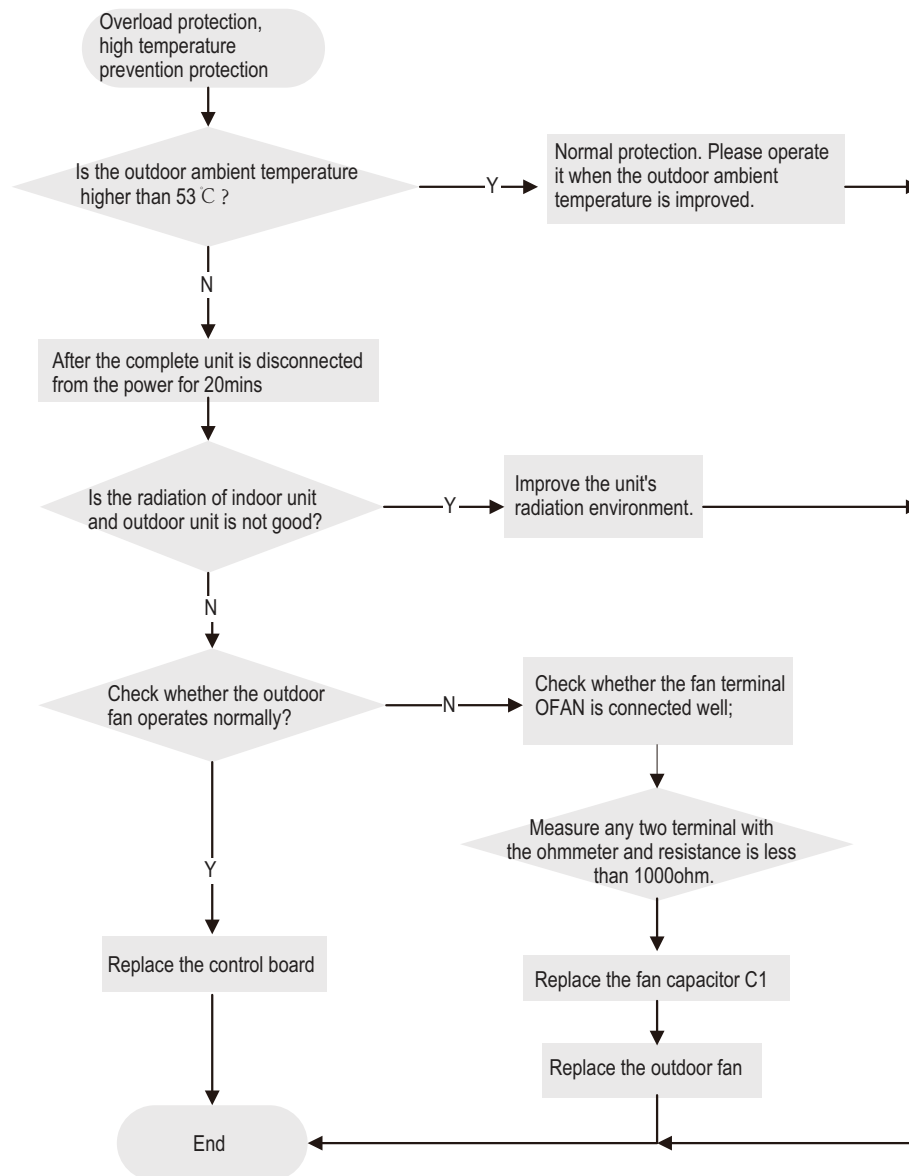 Overload protection,
high temperature
prevention protection
Is the outdoor ambient temperature
higher than 53℃ ?
Y
Normal protection. Please operate
it when the outdoor ambient
temperature is improved.
N
After the complete unit is disconnected
from the power for 20mins
Is the radiation of indoor unit
and outdoor unit is not good?
Y
Improve the unit's
radiation environment.
N
Check whether the outdoor
fan operates normally?
N
Check whether the fan terminal
OFAN is connected well;
Measure any two terminal with
the ohmmeter and resistance is less
than 1000ohm.
Y
Replace the control board
Replace the fan capacitor C1
Replace the outdoor fan
End